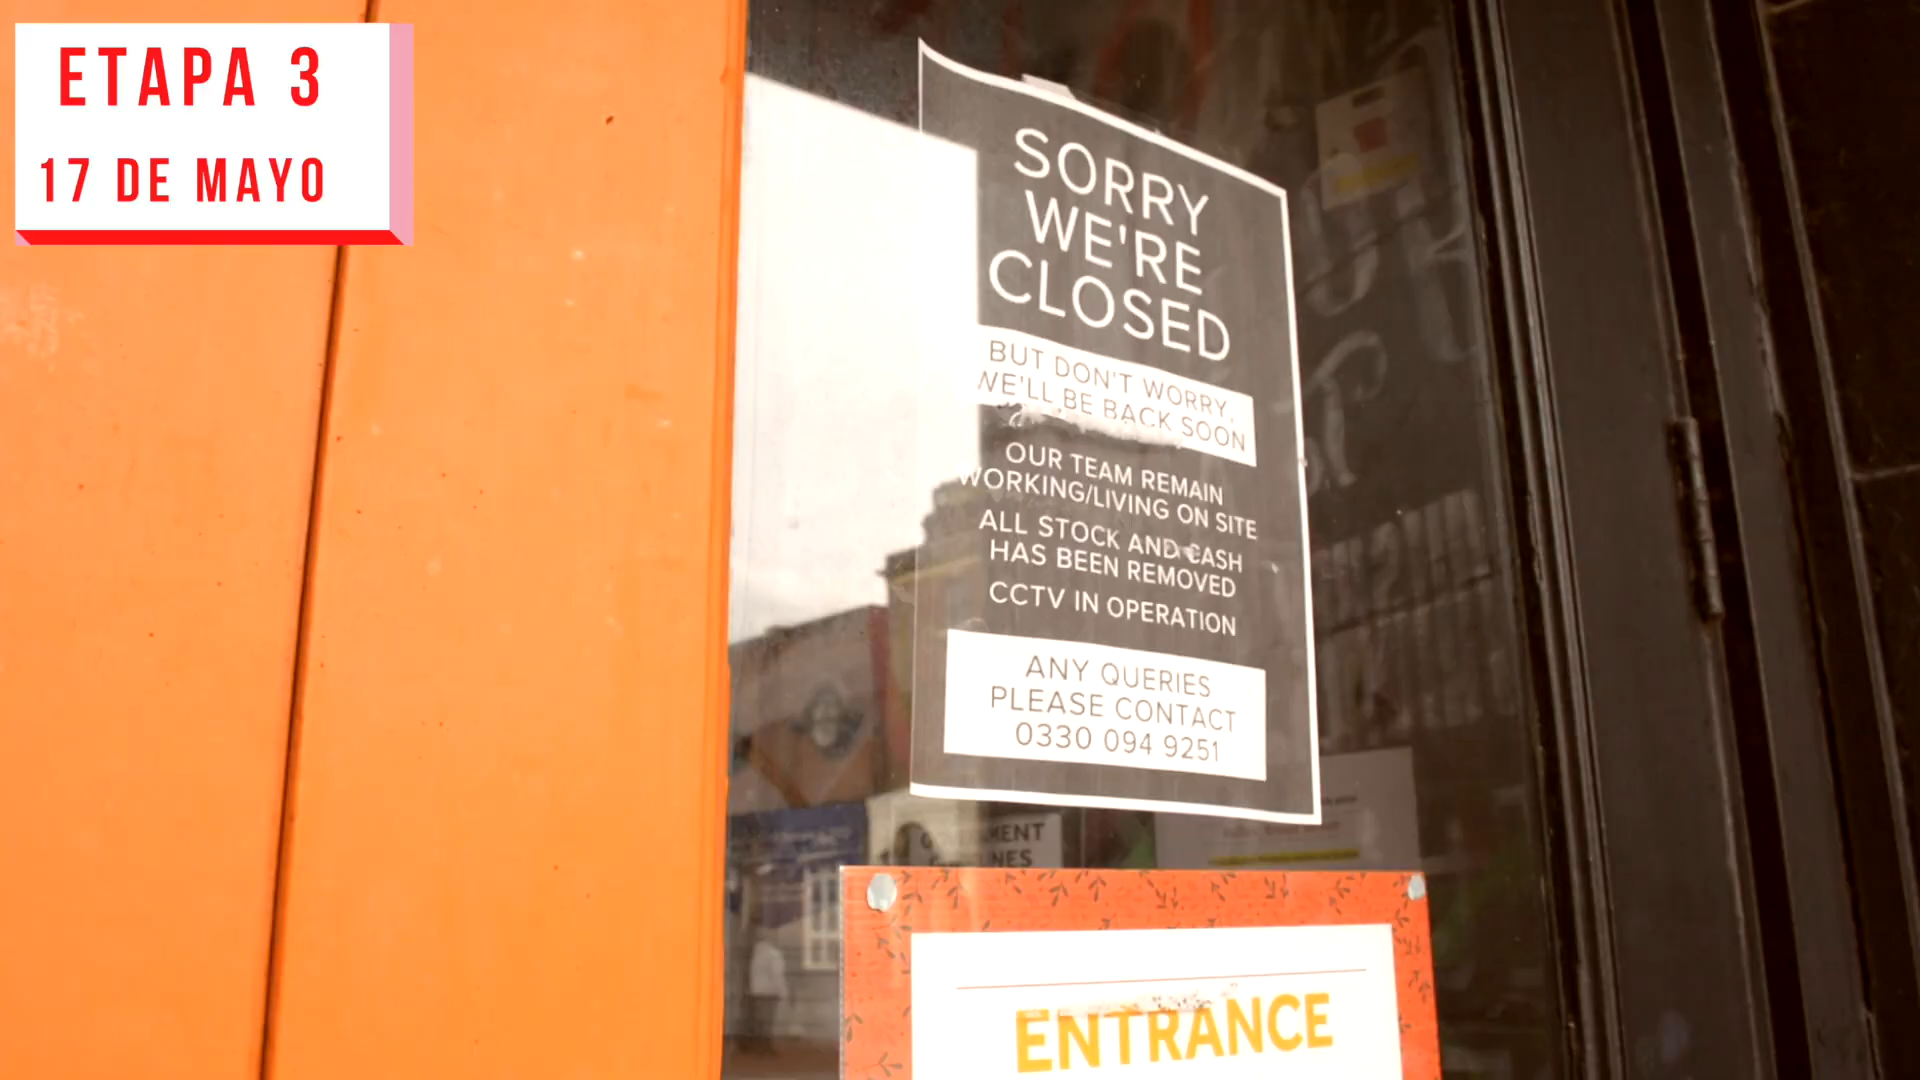 ETAPA 3
17 DE MAYO
SORRY
WE'RE
CLOSED
BUT DON'T WORRY,
WE'LL BE BACK SOON
OUR TEAM REMAIN
WORKING/LIVING ON SITE
ALL STOCK AND CASH
HAS BEEN REMOVED
CCTV IN OPERATION
ANY QUERIES
PLEASE CONTACT
0330 094 9251
ENTRANCE